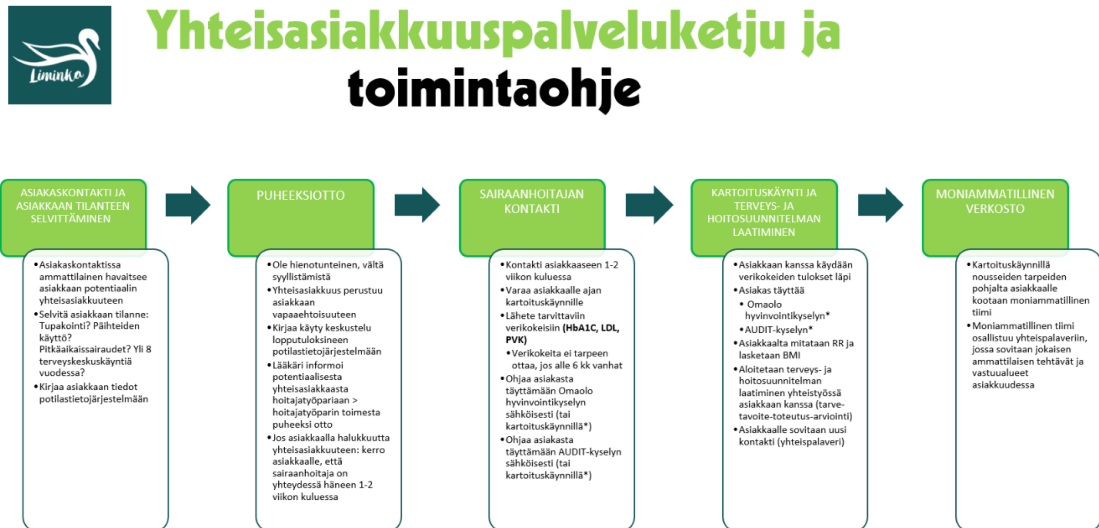 Liminka
Yhteisasiakkuuspalveluketju ja
toimintaohje
ASIAKASKONTAKTI JA
ASIAKKAAN TILANTEEN
SELVITTÄMINEN
•Asiakaskontaktissa
ammattilainen havaitsee
asiakkaan potentiaalin
yhteisasiakkuuteen
•Selvitä asiakkaan tilanne:
Tupakointi? Päihteiden
käyttö?
Pitkäaikaissairaudet? Yli 8
terveyskeskuskäyntiä
vuodessa?
•Kirjaa asiakkaan tiedot
potilastietojärjestelmään
PUHEEKSIOTTO
•Ole hienotunteinen, vältä
syyllistämistä
•Yhteisasiakkuus perustuu
asiakkaan
vapaaehtoisuuteen
•Kirjaa käyty keskustelu
lopputuloksineen
potilastietojärjestelmään
•Lääkäri informoi
potentiaalisesta
yhteisasiakkaasta
hoitajatyöpariaan >
hoitajatyöparin toimesta
puheeksi otto
•Jos asiakkaalla halukkuutta
yhteisasiakkuuteen: kerro
asiakkaalle, että
sairaanhoitaja on
yhteydessä häneen 1-2
viikon kuluessa
SAIRAANHOITAJAN
KONTAKTI
•Kontakti asiakkaaseen 1-2
viikon kuluessa
•Varaa asiakkaalle ajan
kartoituskäynnille
•Lähete tarvittaviin
verikokeisiin (HbA1C, LDL,
PVK)
•Verikokeita ei tarpeen
ottaa, jos alle 6 kk vanhat
•Ohjaa asiakasta
täyttämään Omaolo
hyvinvointikyselyn
sähköisesti (tai
kartoituskäynnillä*)
•Ohjaa asiakasta
täyttämään AUDIT-kyselyn
sähköisesti (tai
kartoituskäynnillä*)
KARTOITUSKÄYNTI JA
TERVEYS- JA
HOITOSUUNNITELMAN
LAATIMINEN
•Asiakkaan kanssa käydään
verikokeiden tulokset läpi
•Asiakas täyttää
•Omaolo
hyvinvointikyselyn*
•AUDIT-kyselyn*
•Asiakkaalta mitataan RR ja
lasketaan BMI
•Aloitetaan terveys- ja
hoitosuunnitelman
laatiminen yhteistyössä
asiakkaan kanssa (tarve-
tavoite-toteutus-arviointi)
•Asiakkaalle sovitaan uusi
kontakti (yhteispalaveri)
MONIAMMATILLINEN
VERKOSTO
•Kartoituskäynnillä
nousseiden tarpeiden
pohjalta asiakkaalle
kootaan moniammatillinen
tiimi
•Moniammatillinen tiimi
osallistuu yhteispalaveriin,
jossa sovitaan jokaisen
ammattilaisen tehtävät ja
vastuualueet
asiakkuudessa